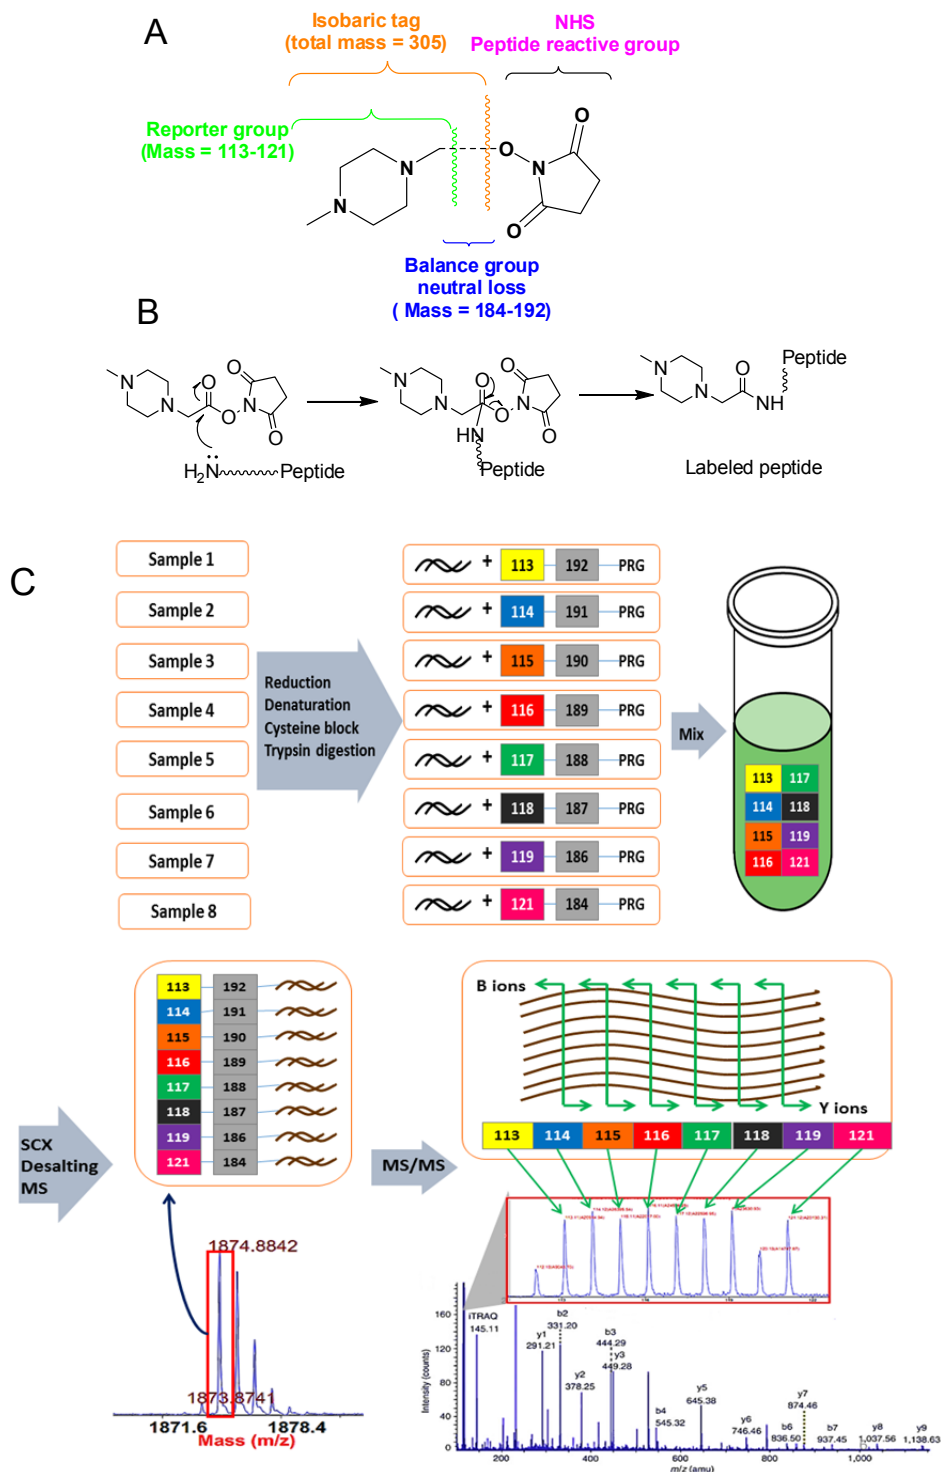 A
Isobaric tag
(total mass = 305)
NHS
Peptide reactive group
Reporter group
(Mass = 113-121)
O
N
O
N
N
O
Balance group
neutral loss
( Mass = 184-192)
B
N
N
O
O
N
O
O
H2N
Peptide
N
N
O
O
N
O
O
HN
Peptide
N
N
O
NH
Peptide
Labeled peptide
C
Sample 1
Sample 2
Sample 3
Sample 4
Sample 5
Sample 6
Sample 7
Sample 8
Reduction
Denaturation
Cysteine block
Trypsin digestion
+ 113 192 PRG
+ 114 191 PRG
+ 115 190 PRG
+ 116 189 PRG
+ 117 188 PRG
+ 118 187 PRG
+ 119 186 PRG
+ 121 184 PRG
Mix
113 117
114 118
115 119
116 121
SCX
Desalting
MS
113 192
114 191
115 190
116 189
117 188
118 187
119 186
121 184
MS/MS
B ions
Y ions
113 114 115 116 117 118 119 121
1874.8842
1873.8741
1871.6 1878.4
Mass (m/z)
Intensity (counts)
160
120
80
40
0
iTRAQ
145.11
y1
291.21
b2
331.20
y2
378.25
b3
444.29
y3
449.28
b4
545.32
y5
645.38
y6
746.46
b6
836.50
y7
874.46
b7
937.45
y8
1,037.56
y9
1,138.63
200 400 600 800 1,000
m/z (amu)